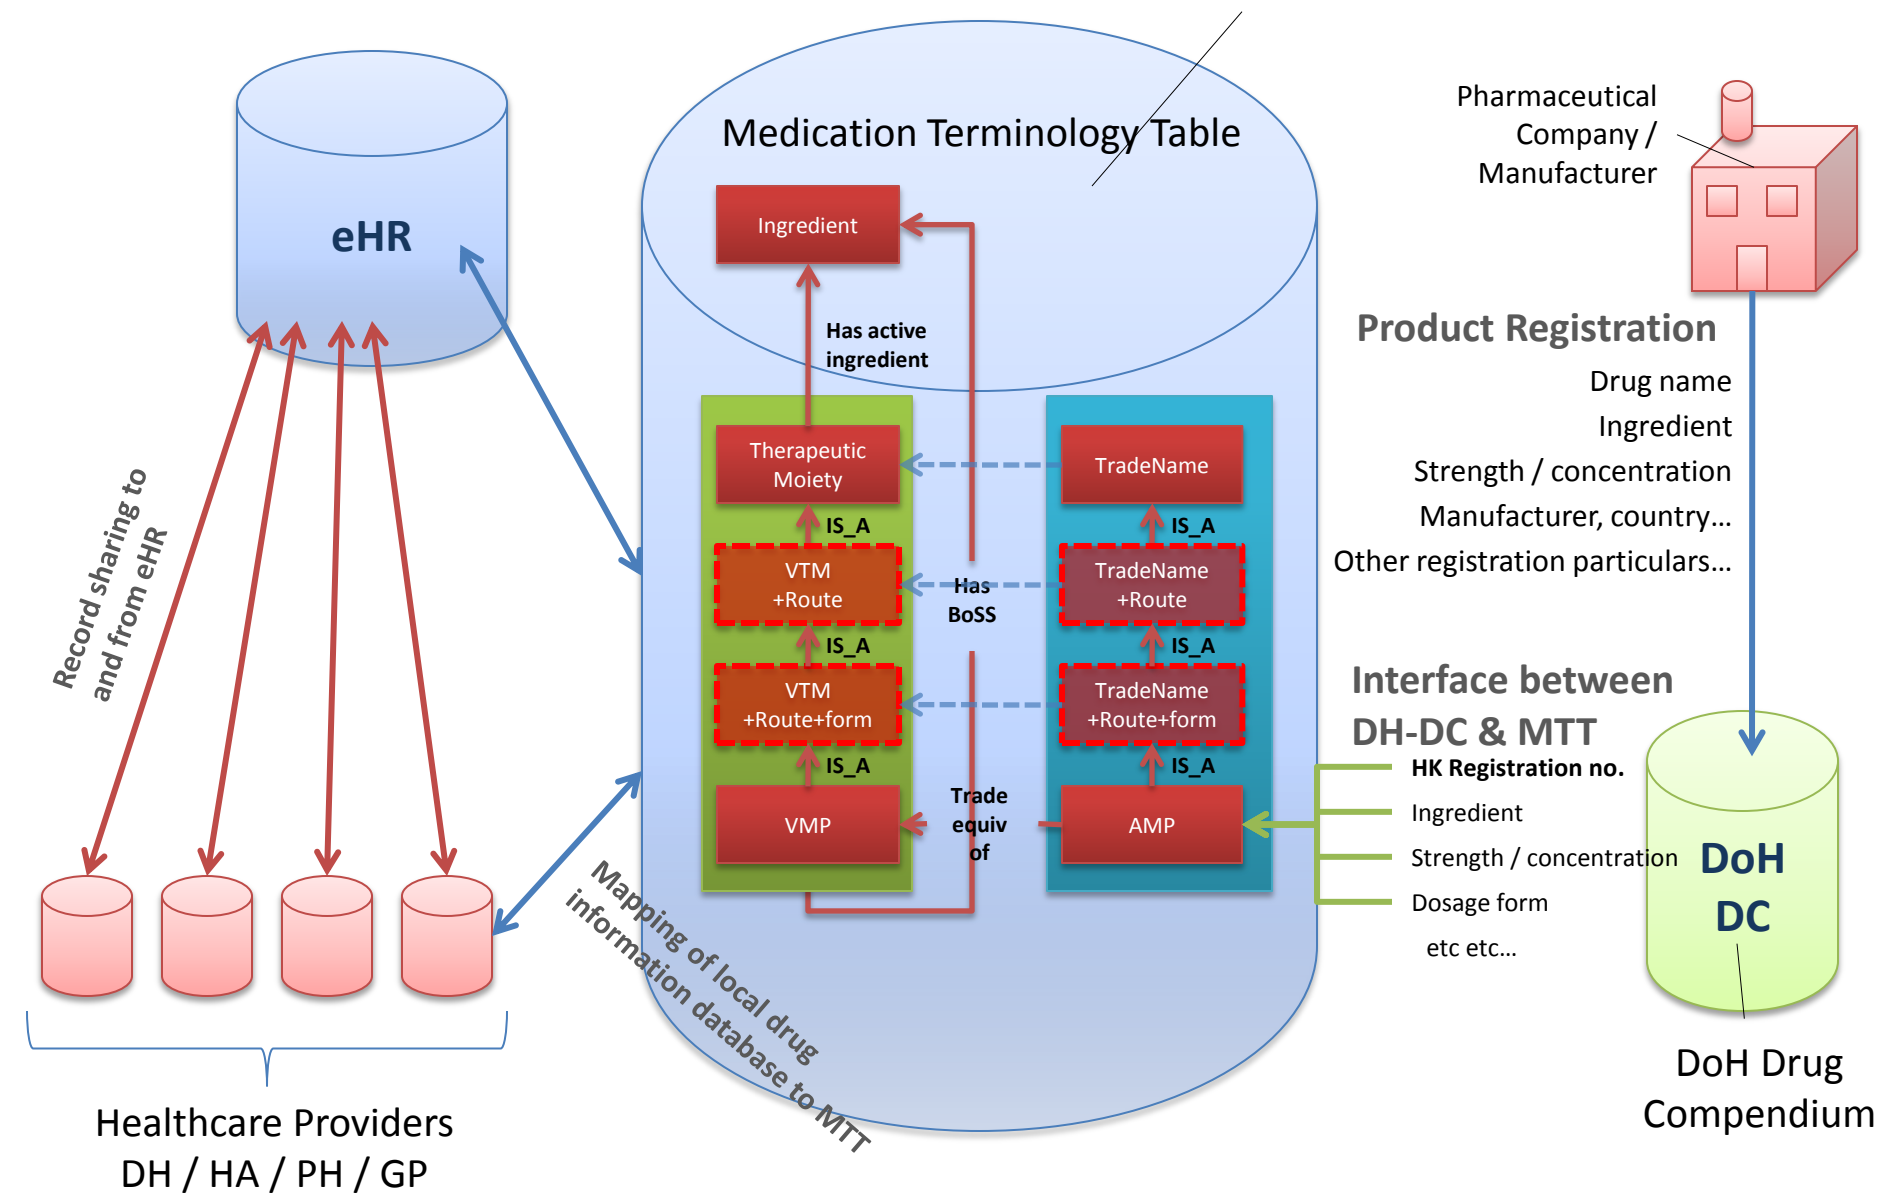 eHR
Record sharing to
and from eHR
Healthcare Providers
DH / HA / PH / GP
Mapping of local drug
information database to MTT
Medication Terminology Table
Ingredient
Has active
ingredient
Therapeutic
Moiety
TradeName
IS_A
IS_A
VTM
+Route
Has
BoSS
TradeName
+Route
IS_A
IS_A
VTM
+Route+form
TradeName
+Route+form
IS_A
IS_A
VMP
Trade
equiv
of
AMP
Pharmaceutical
Company /
Manufacturer
Product Registration
Drug name
Ingredient
Strength / concentration
Manufacturer, country...
Other registration particulars...
Interface between
DH-DC & MTT
HK Registration no.
Ingredient
Strength / concentration
Dosage form
etc etc...
DoH
DC
DoH Drug
Compendium